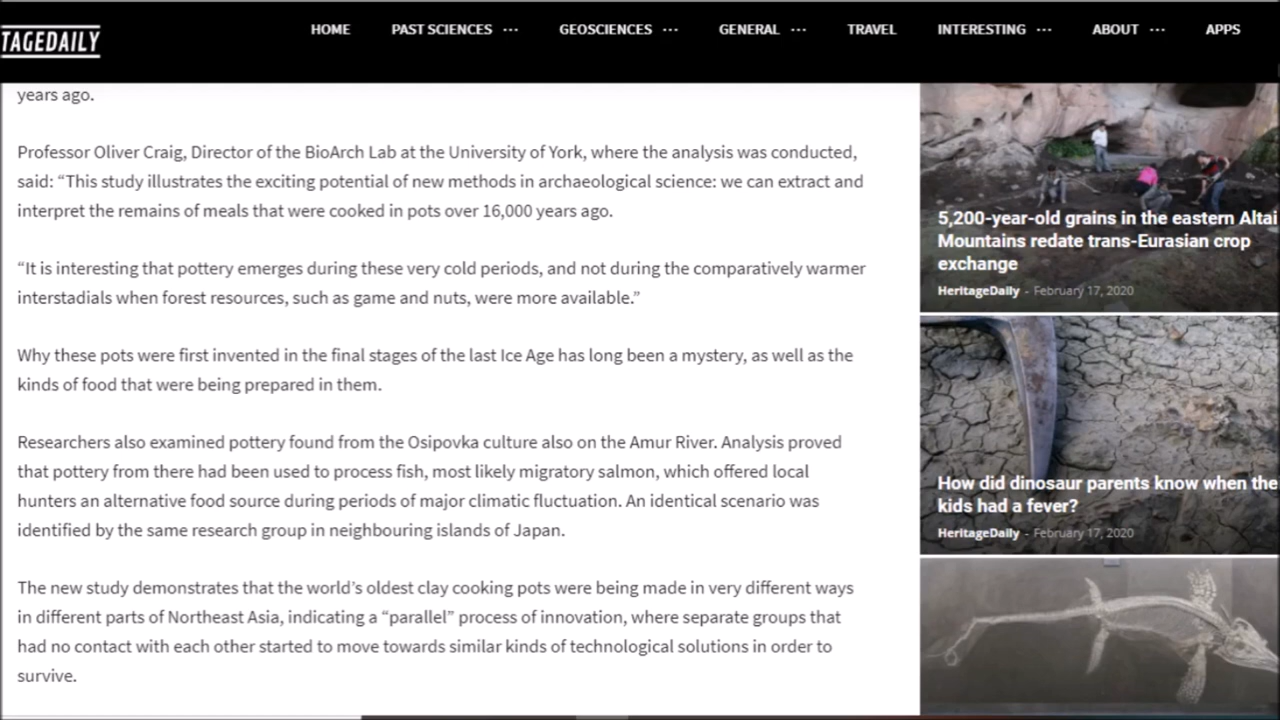 TAGEDAILY
HOME
PAST SCIENCES ···
GEOSCIENCES ···
GENERAL ···
TRAVEL
INTERESTING ···
ABOUT ···
APPS
years ago.
Professor Oliver Craig, Director of the BioArch Lab at the University of York, where the analysis was conducted,
said: “This study illustrates the exciting potential of new methods in archaeological science: we can extract and
interpret the remains of meals that were cooked in pots over 16,000 years ago.
“It is interesting that pottery emerges during these very cold periods, and not during the comparatively warmer
interstadials when forest resources, such as game and nuts, were more available.”
Why these pots were first invented in the final stages of the last Ice Age has long been a mystery, as well as the
kinds of food that were being prepared in them.
Researchers also examined pottery found from the Osipovka culture also on the Amur River. Analysis proved
that pottery from there had been used to process fish, most likely migratory salmon, which offered local
hunters an alternative food source during periods of major climatic fluctuation. An identical scenario was
identified by the same research group in neighbouring islands of Japan.
The new study demonstrates that the world’s oldest clay cooking pots were being made in very different ways
in different parts of Northeast Asia, indicating a “parallel” process of innovation, where separate groups that
had no contact with each other started to move towards similar kinds of technological solutions in order to
survive.
5,200-year-old grains in the eastern Altai
Mountains redate trans-Eurasian crop
exchange
HeritageDaily - February 17, 2020
How did dinosaur parents know when the
kids had a fever?
HeritageDaily - February 17, 2020